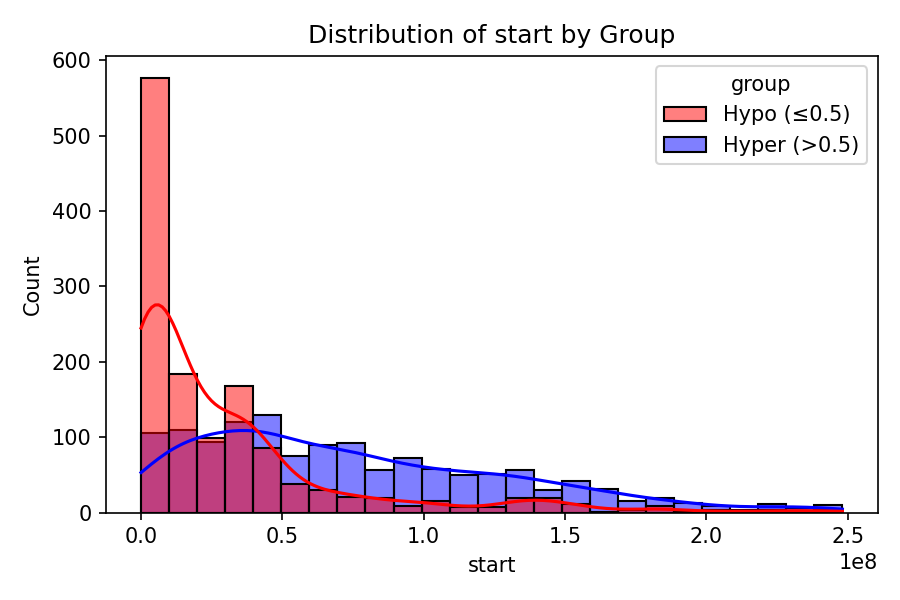 Distribution of start by Group
group
Hypo (≤0.5)
Hyper (>0.5)
Count
600
500
400
300
200
100
0
0.0 0.5 1.0 1.5 2.0 2.5
1e8
start